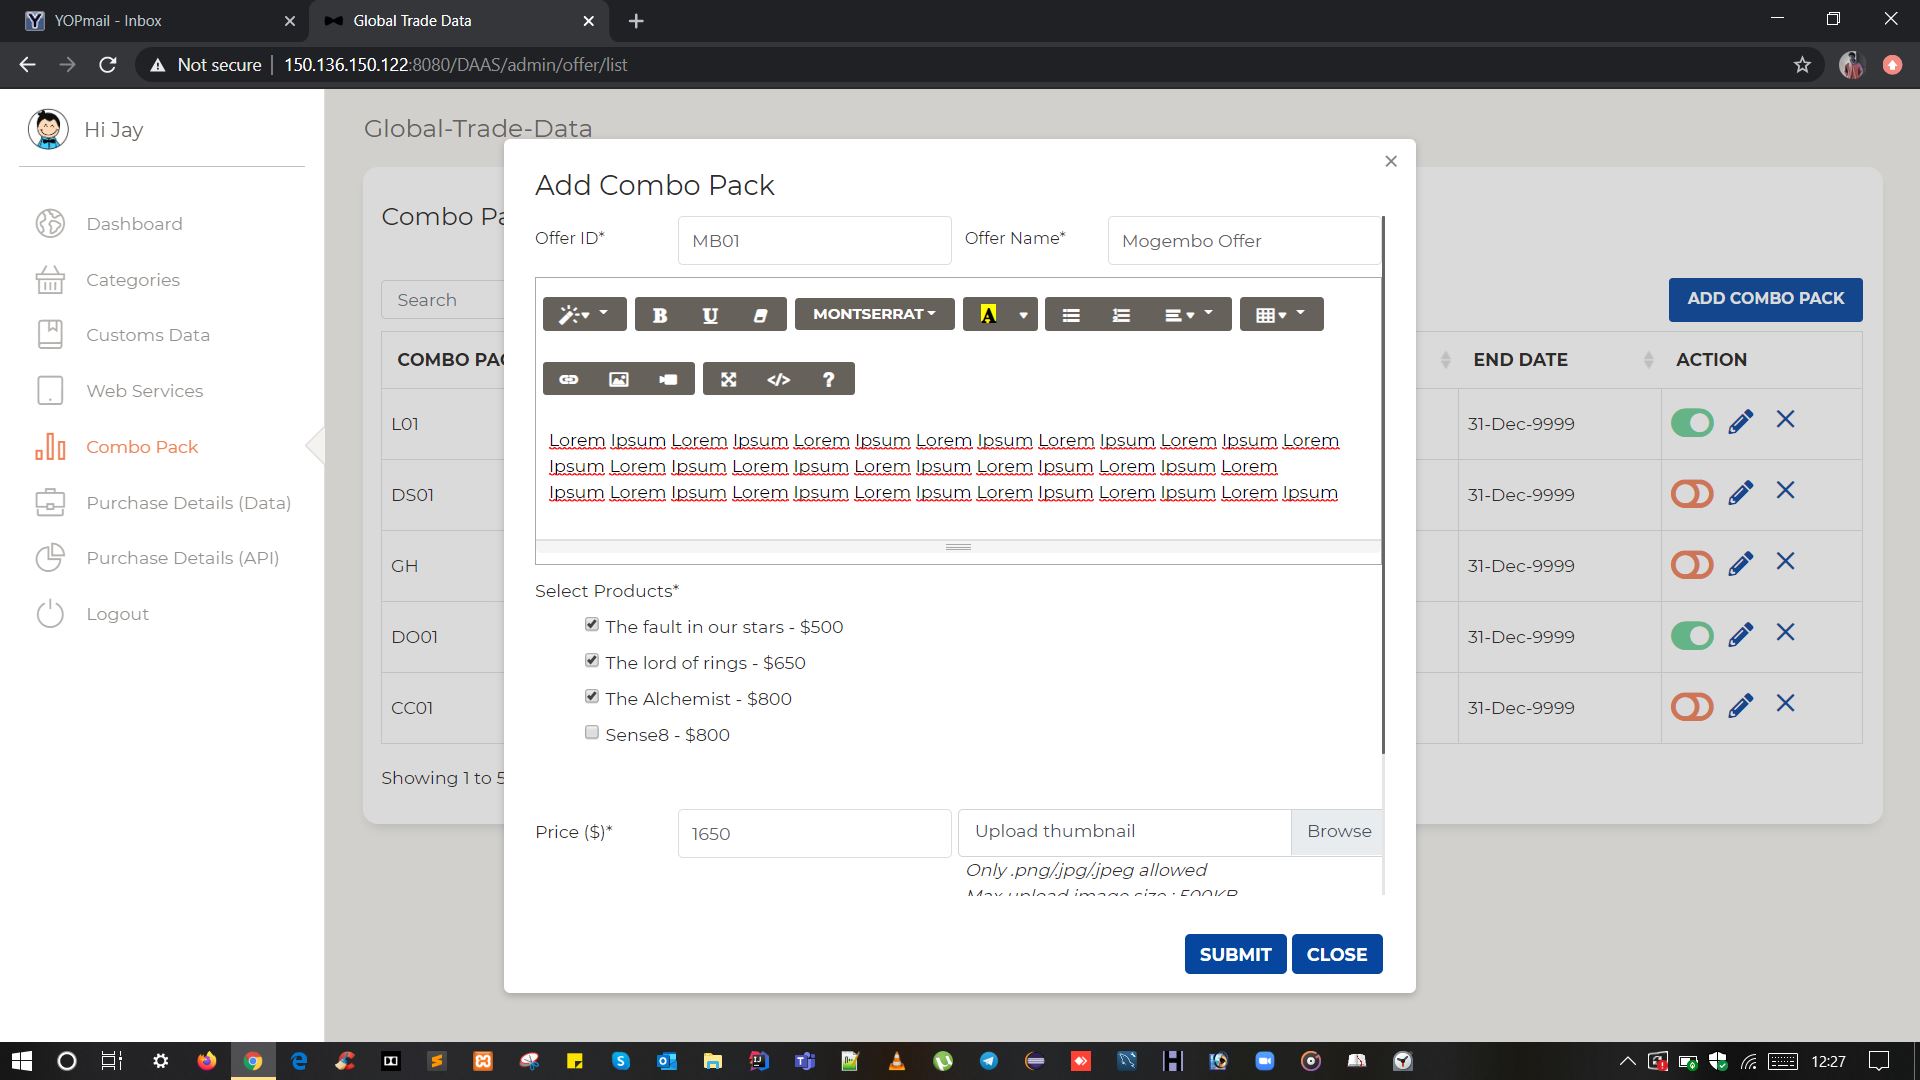 YOPmail - Inbox
Global Trade Data
Not secure
150.136.150.122:8080/DAAS/admin/offer/list
Hi Jay
Dashboard
Categories
Customs Data
Web Services
Combo Pack
Purchase Details (Data)
Purchase Details (API)
Logout
Global-Trade-Data
Combo Pa
Search
ADD COMBO PACK
COMBO PAC
END DATE
ACTION
L01
31-Dec-9999
DS01
31-Dec-9999
GH
31-Dec-9999
DO01
31-Dec-9999
CC01
31-Dec-9999
Showing 1 to 5
×
Add Combo Pack
Offer ID*
MB01
Offer Name*
Mogembo Offer
B U
MONTSERRAT
A
</> ?
Lorem Ipsum Lorem Ipsum Lorem Ipsum Lorem Ipsum Lorem Ipsum Lorem Ipsum Lorem
Ipsum Lorem Ipsum Lorem Ipsum Lorem Ipsum Lorem Ipsum Lorem Ipsum Lorem
Ipsum Lorem Ipsum Lorem Ipsum Lorem Ipsum Lorem Ipsum Lorem Ipsum Lorem Ipsum
Select Products*
The fault in our stars - $500
The lord of rings - $650
The Alchemist - $800
Sense8 - $800
Price ($)*
1650
Upload thumbnail
Browse
Only .png/.jpg/.jpeg allowed
Max upload image size : 500KB
SUBMIT
CLOSE
12:27